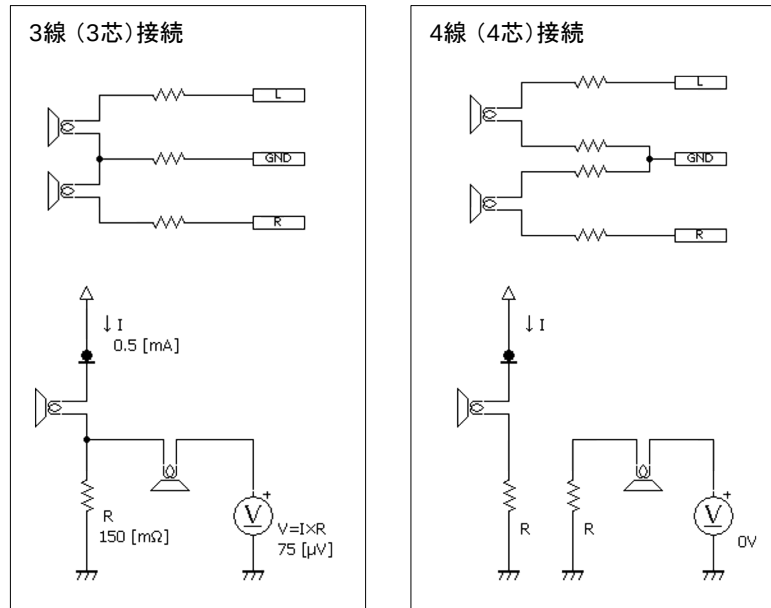 3線（3芯）接続
L
GND
R
↓I
0.5 [mA]
R
150 [mΩ]
V
+
V=I×R
75 [μV]
4線（4芯）接続
L
GND
R
↓I
R
R
V
+
0V